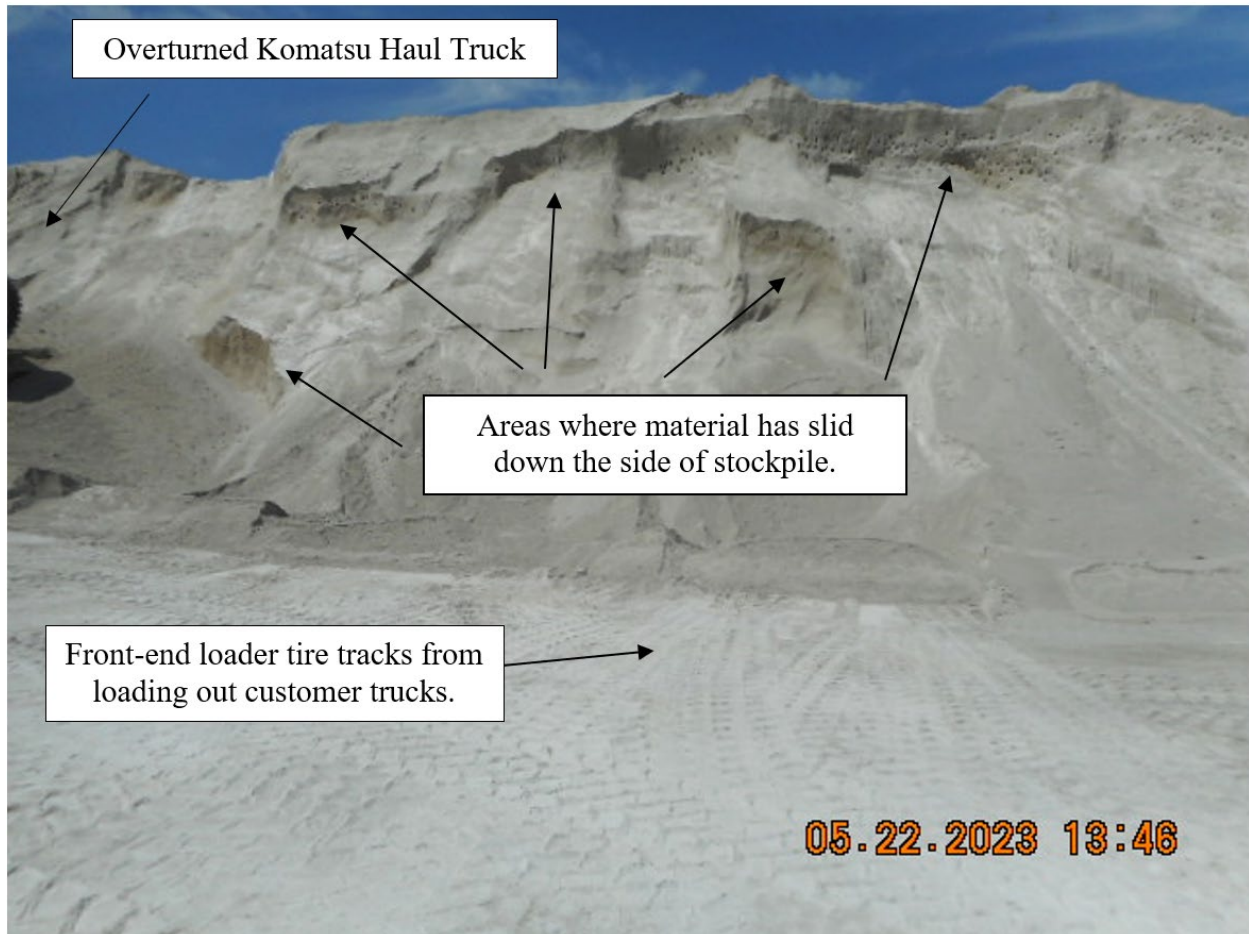 Overturned Komatsu Haul Truck
Areas where material has slid
down the side of stockpile.
Front-end loader tire tracks from
loading out customer trucks.
05.22.2023 13:46